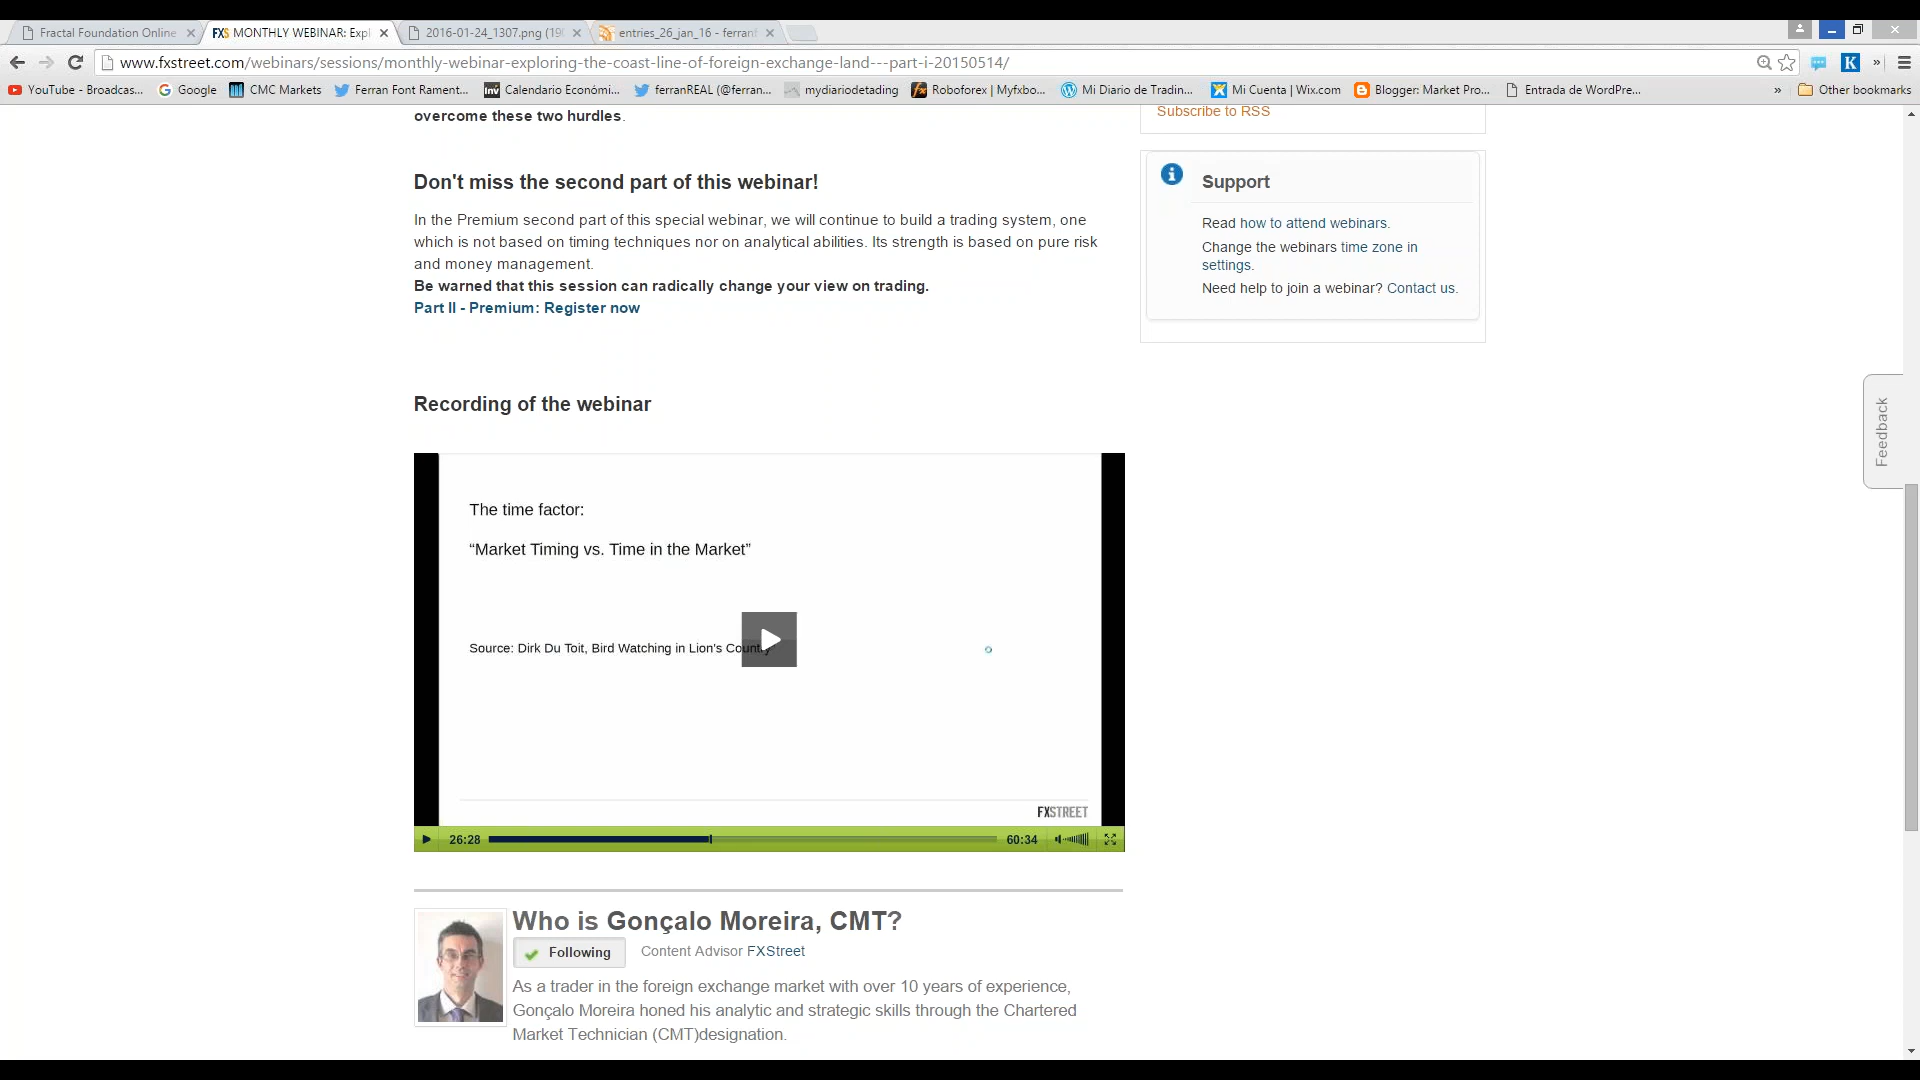 Fractal Foundation Online
FXS MONTHLY WEBINAR: Expl
2016-01-24_1307.png (19
entries_26_jan_16 - ferran
www.fxstreet.com/webinars/sessions/monthly-webinar-exploring-the-coast-line-of-foreign-exchange-land---part-i-20150514/
K
»
YouTube - Broadcas...
Google
CMC Markets
Ferran Font Rament...
Inv Calendario Económi...
ferranREAL (@ferran...
mydiariodetading
fx Roboforex | Myfxbo...
Mi Diario de Tradin...
Mi Cuenta | Wix.com
Blogger: Market Pro...
Entrada de WordPre...
»
Other bookmarks
overcome these two hurdles.
Don't miss the second part of this webinar!
In the Premium second part of this special webinar, we will continue to build a trading system, one
which is not based on timing techniques nor on analytical abilities. Its strength is based on pure risk
and money management.
Be warned that this session can radically change your view on trading.
Part II - Premium: Register now
Recording of the webinar
The time factor:
“Market Timing vs. Time in the Market”
Source: Dirk Du Toit, Bird Watching in Lion's Country
FXSTREET
26:28
60:34
Who is Gonçalo Moreira, CMT?
Following
Content Advisor FXStreet
As a trader in the foreign exchange market with over 10 years of experience,
Gonçalo Moreira honed his analytic and strategic skills through the Chartered
Market Technician (CMT)designation.
Subscribe to RSS
Support
Read how to attend webinars.
Change the webinars time zone in
settings.
Need help to join a webinar? Contact us.
Feedback